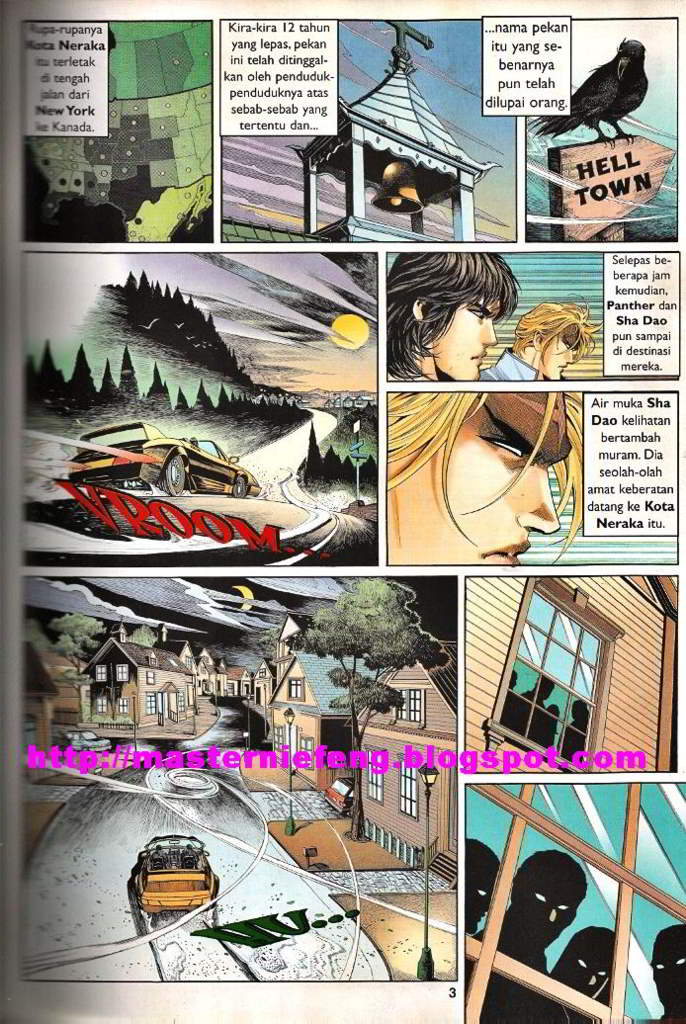 Rupa-rupanya
Kota Neraka
itu terletak
di tengah
jalan dari
New York
ke Kanada.
Kira-kira 12 tahun
yang lepas, pekan
ini telah ditinggal-
kan oleh penduduk-
penduduknya atas
sebab-sebab yang
tertentu dan...
...nama pekan
itu yang se-
benarnya
pun telah
dilupai orang.
HELL
TOWN
VROOM...
Selepas be-
berapa jam
kemudian,
Panther dan
Sha Dao
pun sampai
di destinasi
mereka.
Air muka Sha
Dao kelihatan
bertambah
muram. Dia
seolah-olah
amat keberatan
datang ke Kota
Neraka itu.
http://masterniefeng.blogspot.com
3